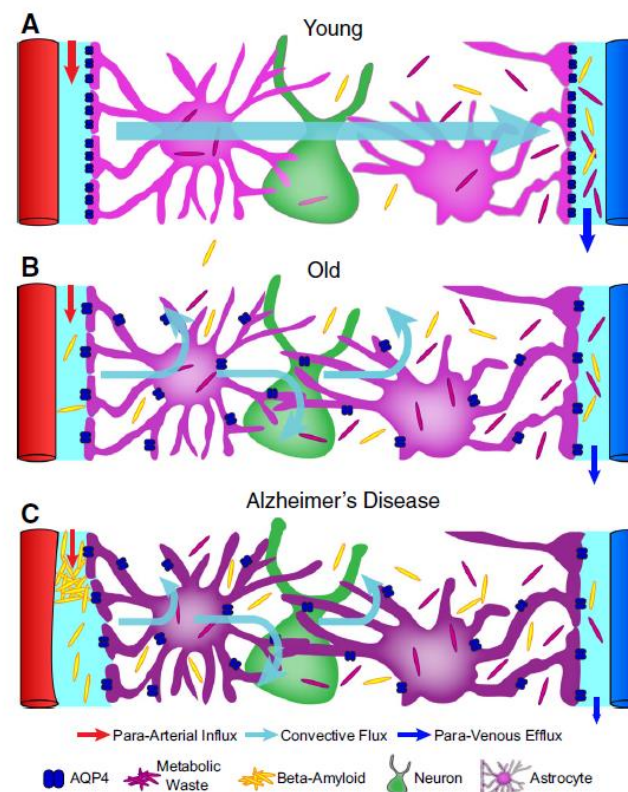 A
Young
B
Old
Alzheimer's Disease
C
Para-Arterial Influx Convective Flux Para-Venous Efflux
AQP4 Metabolic Waste Beta-Amyloid Neuron Astrocyte